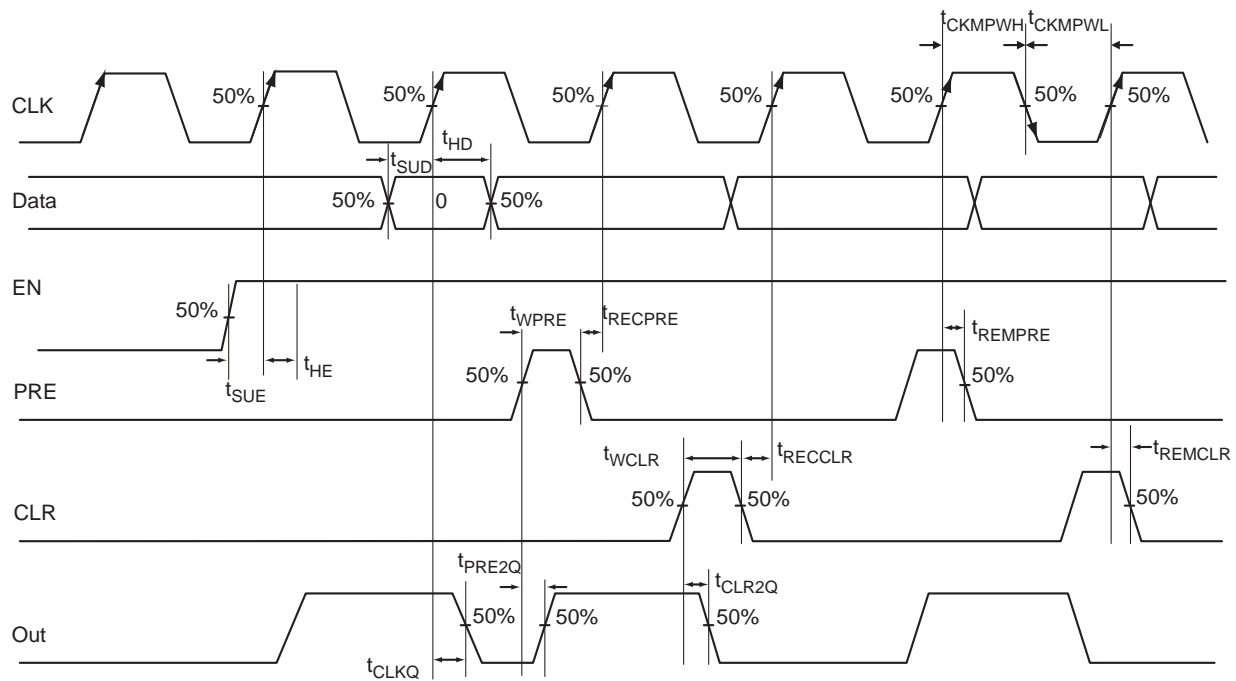 tCKMPWH tCKMPWL
CLK
50%
50%
50%
50%
50%
50%
50%
tHD
tSUD
Data
50%
0
50%
EN
50%
tSUE
tHE
tWPRE
tRECPRE
tREMPRE
PRE
50%
50%
50%
tWCLR
tRECCLR
tREMCLR
CLR
50%
50%
50%
tPRE2Q
tCLR2Q
Out
50%
50%
50%
tCLKQ